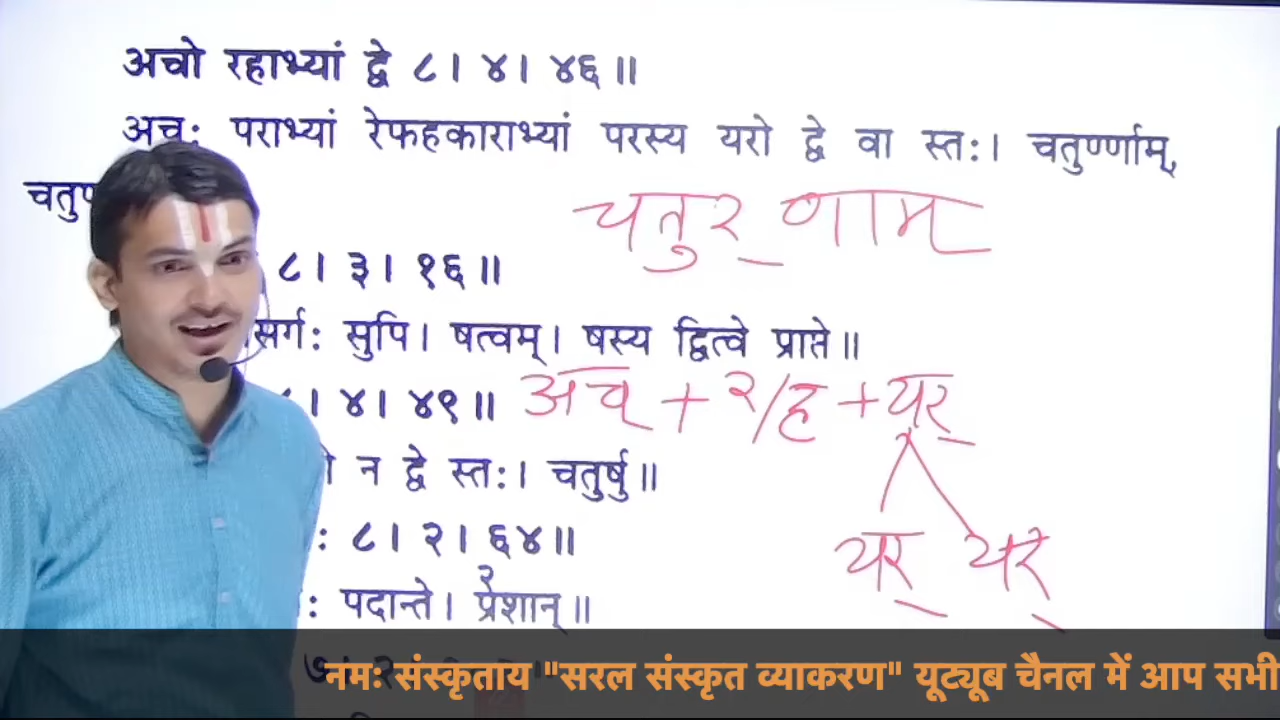 अचो रहाभ्यां द्वे ८। ४। ४६॥
अचः पराभ्यां रेफहकाराभ्यां परस्य यरो द्वे वा स्तः। चतुर्ण्णाम्,
चतुर् णाम
८। ३। १६॥
सर्गः सुपि। षत्वम्। षस्य द्वित्वे प्राप्ते॥
। ४। ४९॥
अच् + र/ह + यर्
न द्वे स्तः। चतुर्षु॥
८। २। ६४॥
यर् यर्
२
पदान्ते। प्रेशान्॥
नमः संस्कृताय "सरल संस्कृत व्याकरण" यूट्यूब चैनल में आप सभी